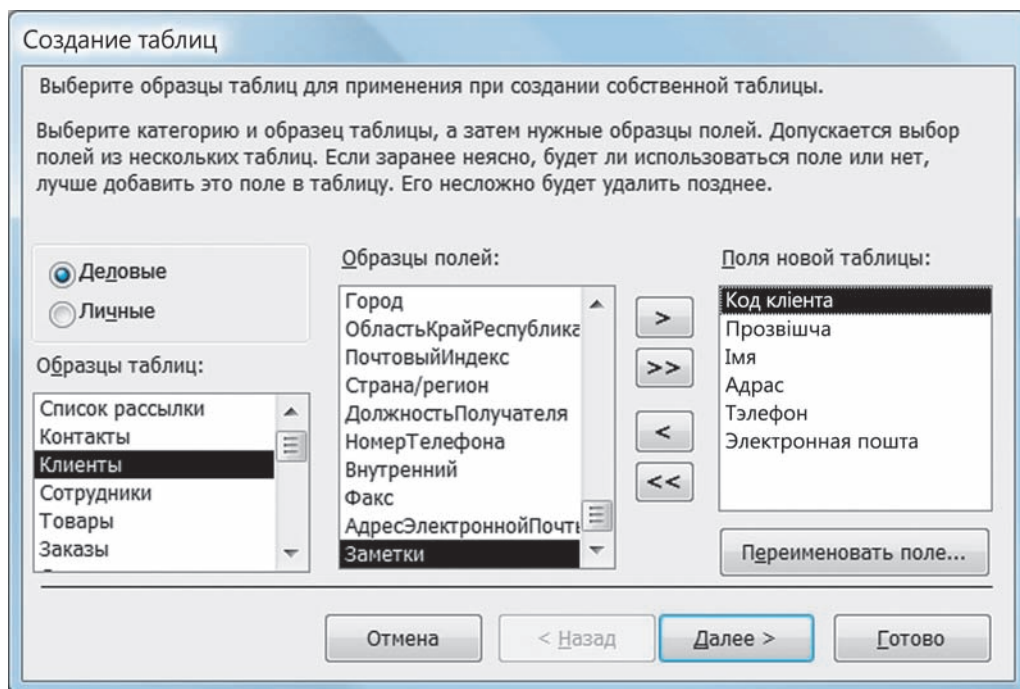 Создание таблиц
Выберите образцы таблиц для применения при создании собственной таблицы.
Выберите категорию и образец таблицы, а затем нужные образцы полей. Допускается выбор
полей из нескольких таблиц. Если заранее неясно, будет ли использоваться поле или нет,
лучше добавить это поле в таблицу. Его несложно будет удалить позднее.
Деловые
Личные
Образцы таблиц:
Список рассылки
Контакты
Клиенты
Сотрудники
Товары
Заказы
Образцы полей:
Город
ОбластьКрайРеспублика
ПочтовыйИндекс
Страна/регион
ДолжностьПолучателя
НомерТелефона
Внутренний
Факс
АдресЭлектроннойПочты
Заметки
>
>>
<
<<
Поля новой таблицы:
Код кліента
Прозвішча
Імя
Адрас
Тэлефон
Электронная пошта
Переименовать поле...
Отмена
< Назад
Далее >
Готово